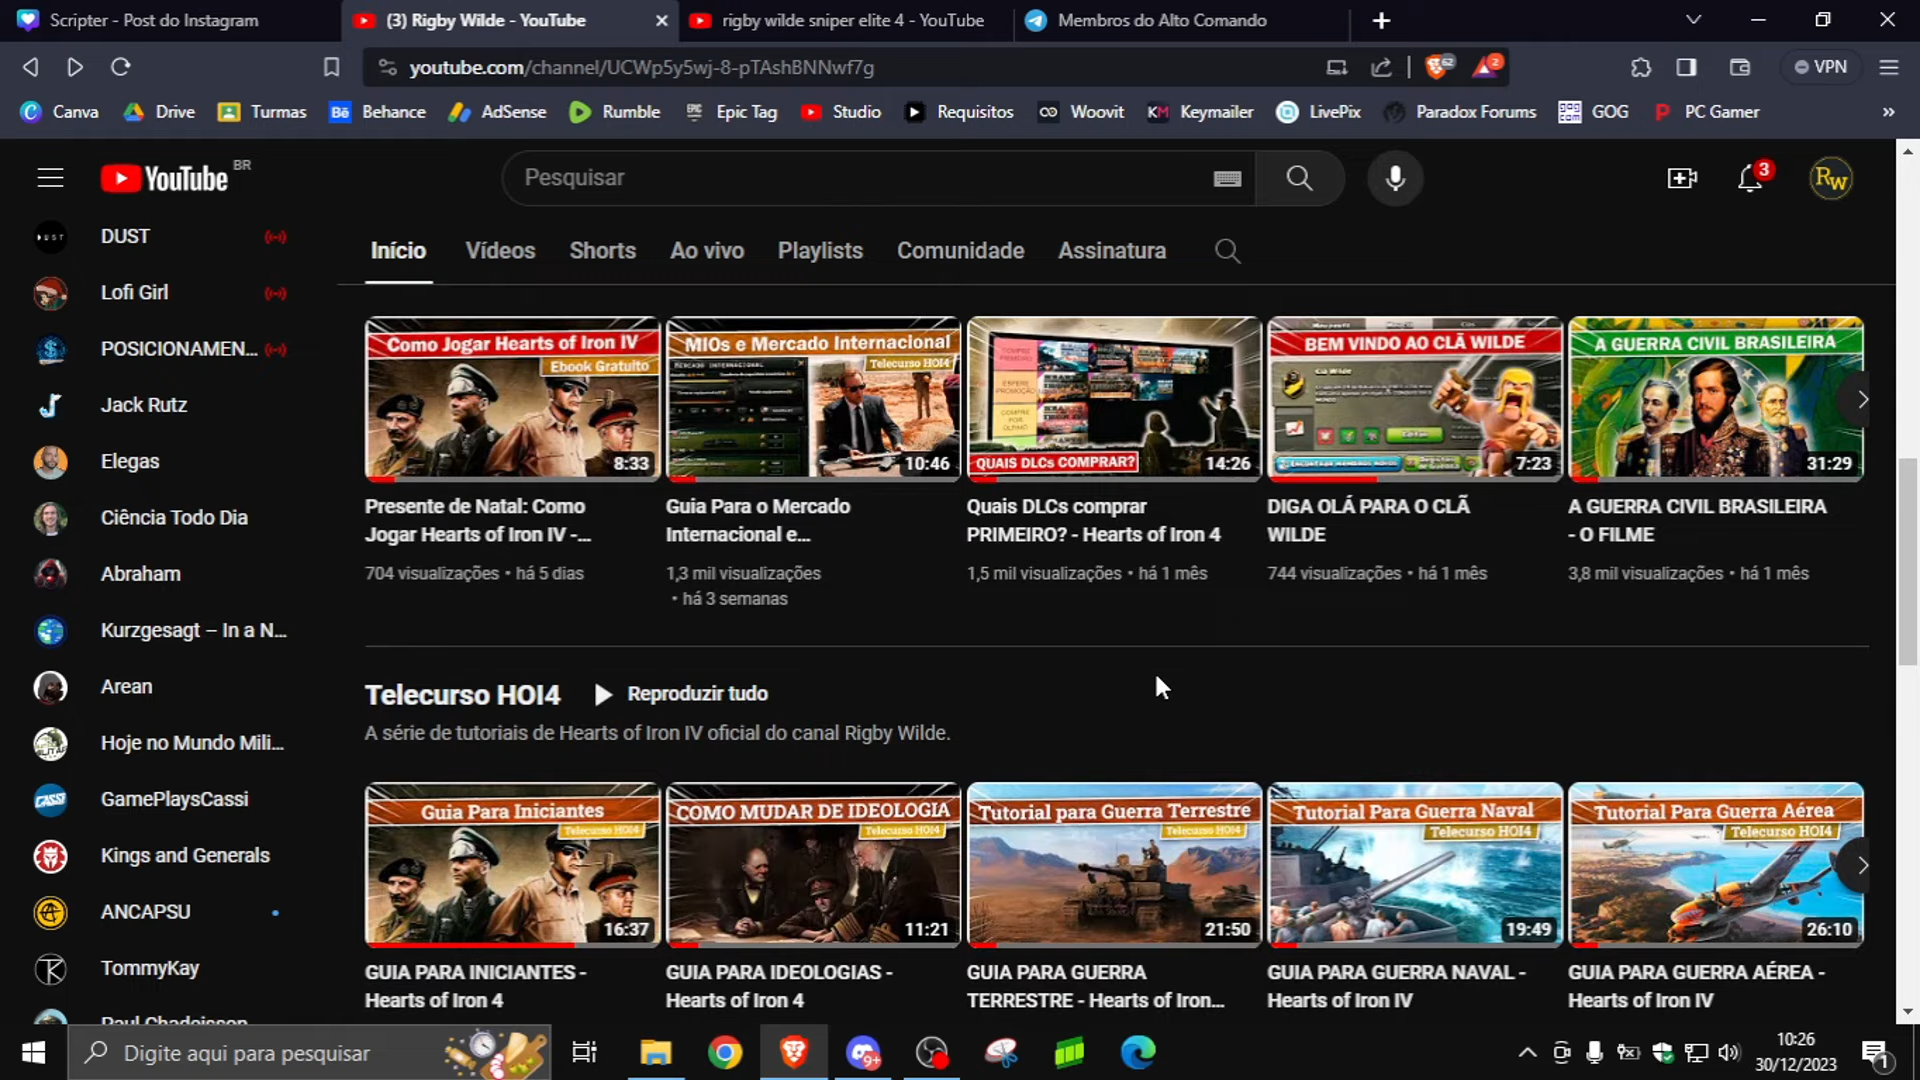 Scripter - Post do Instagram
(3) Rigby Wilde - YouTube
rigby wilde sniper elite 4 - YouTube
Membros do Alto Comando
youtube.com/channel/UCWp5y5wj-8-pTAshBNNwf7g
62
2
VPN
Canva
Drive
Turmas
Behance
AdSense
Rumble
Epic Tag
Studio
Requisitos
Woovit
Keymailer
LivePix
Paradox Forums
GOG
PC Gamer
YouTube BR
Pesquisar
3
RW
DUST
Lofi Girl
POSICIONAMEN...
Jack Rutz
Elegas
Ciência Todo Dia
Abraham
Kurzgesagt – In a N...
Arean
Hoje no Mundo Mili...
GamePlaysCassi
Kings and Generals
ANCAPSU
TommyKay
Paul Chadeisson
Início
Vídeos
Shorts
Ao vivo
Playlists
Comunidade
Assinatura
Como Jogar Hearts of Iron IV
Ebook Gratuito
8:33
Presente de Natal: Como
Jogar Hearts of Iron IV -...
704 visualizações • há 5 dias
MIOs e Mercado Internacional
Telecurso HOI4
10:46
Guia Para o Mercado
Internacional e...
1,3 mil visualizações
• há 3 semanas
QUAIS DLCs COMPRAR?
14:26
Quais DLCs comprar
PRIMEIRO? - Hearts of Iron 4
1,5 mil visualizações • há 1 mês
BEM VINDO AO CLÃ WILDE
7:23
DIGA OLÁ PARA O CLÃ
WILDE
744 visualizações • há 1 mês
A GUERRA CIVIL BRASILEIRA
31:29
A GUERRA CIVIL BRASILEIRA
- O FILME
3,8 mil visualizações • há 1 mês
Telecurso HOI4
Reproduzir tudo
A série de tutoriais de Hearts of Iron IV oficial do canal Rigby Wilde.
Guia Para Iniciantes
Telecurso HOI4
16:37
GUIA PARA INICIANTES -
Hearts of Iron 4
COMO MUDAR DE IDEOLOGIA
Telecurso HOI4
11:21
GUIA PARA IDEOLOGIAS -
Hearts of Iron 4
Tutorial para Guerra Terrestre
Telecurso HOI4
21:50
GUIA PARA GUERRA
TERRESTRE - Hearts of Iron...
Tutorial Para Guerra Naval
Telecurso HOI4
19:49
GUIA PARA GUERRA NAVAL -
Hearts of Iron IV
Tutorial Para Guerra Aérea
Telecurso HOI4
26:10
GUIA PARA GUERRA AÉREA -
Hearts of Iron IV
Digite aqui para pesquisar
9+
10:26
30/12/2023
1